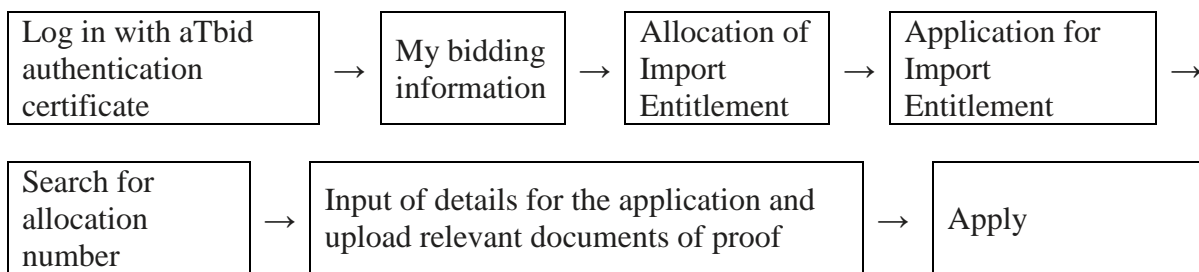 Log in with aTbid
authentication
certificate
→
My bidding
information
→
Allocation of
Import
Entitlement
→
Application for
Import
Entitlement
→
Search for
allocation
number
→
Input of details for the application and
upload relevant documents of proof
→
Apply